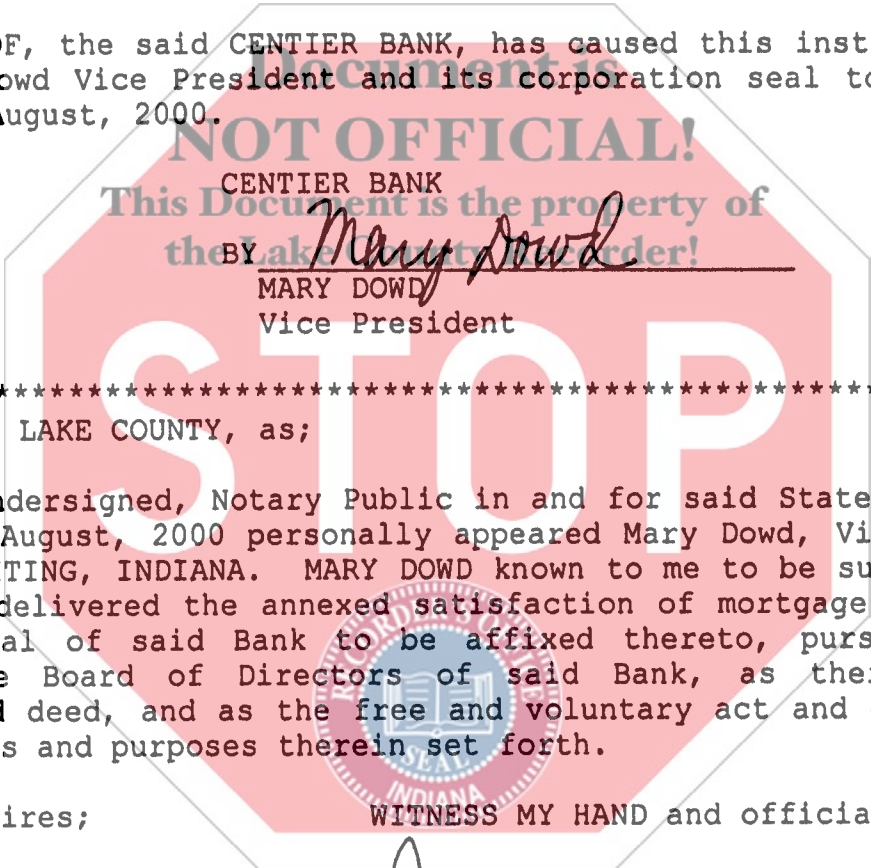 OF, the said CENTIER BANK, has caused this inst
owd Vice President and its corporation seal to
August, 2000.
Document is
NOT OFFICIAL!
This Document is the property of
the Lake County Recorder!
CENTIER BANK
BY Mary Dowd
MARY DOWD
Vice President
STOP
************************************************
LAKE COUNTY, as;
ndersigned, Notary Public in and for said State
August, 2000 personally appeared Mary Dowd, Vi
TING, INDIANA. MARY DOWD known to me to be su
delivered the annexed satisfaction of mortgage
al of said Bank to be affixed thereto, purs
e Board of Directors of said Bank, as the
d deed, and as the free and voluntary act and
s and purposes therein set forth.
SEAL
INDIANA
ires; WITNESS MY HAND and officia